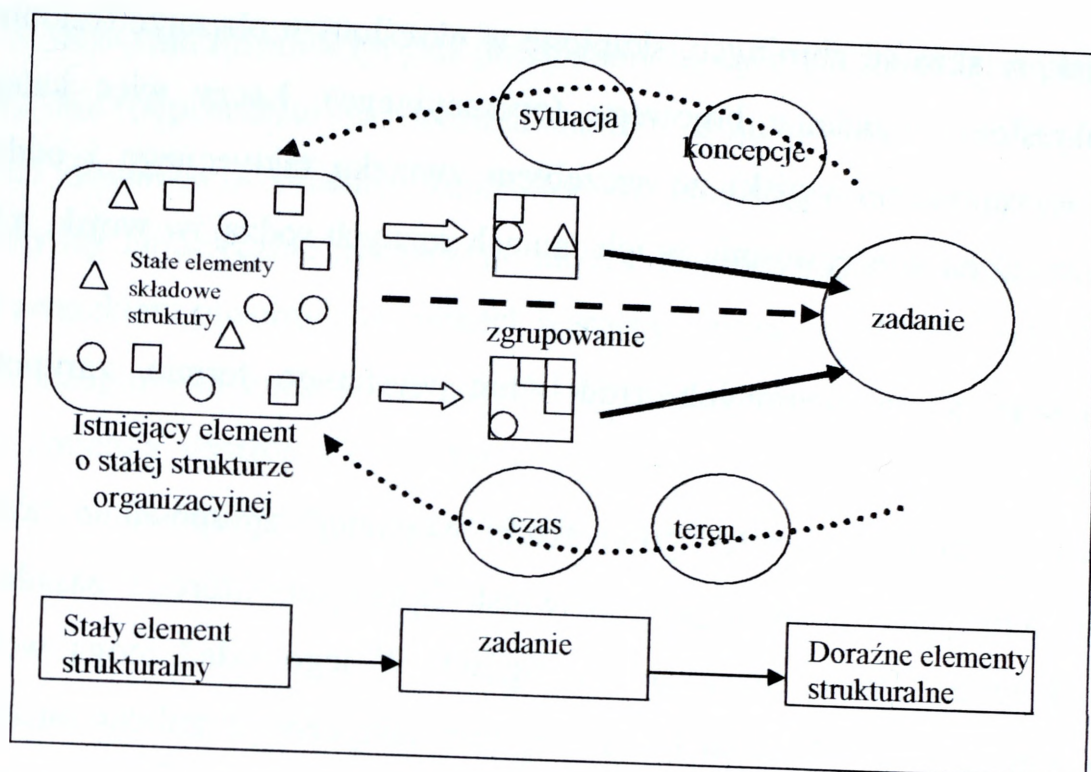 sytuacja
koncepcje
Stałe elementy
składowe
struktury
zgrupowanie
zadanie
Istniejący element
o stałej strukturze
organizacyjnej
czas
teren
Stały element
strukturalny
zadanie
Doraźne elementy
strukturalne